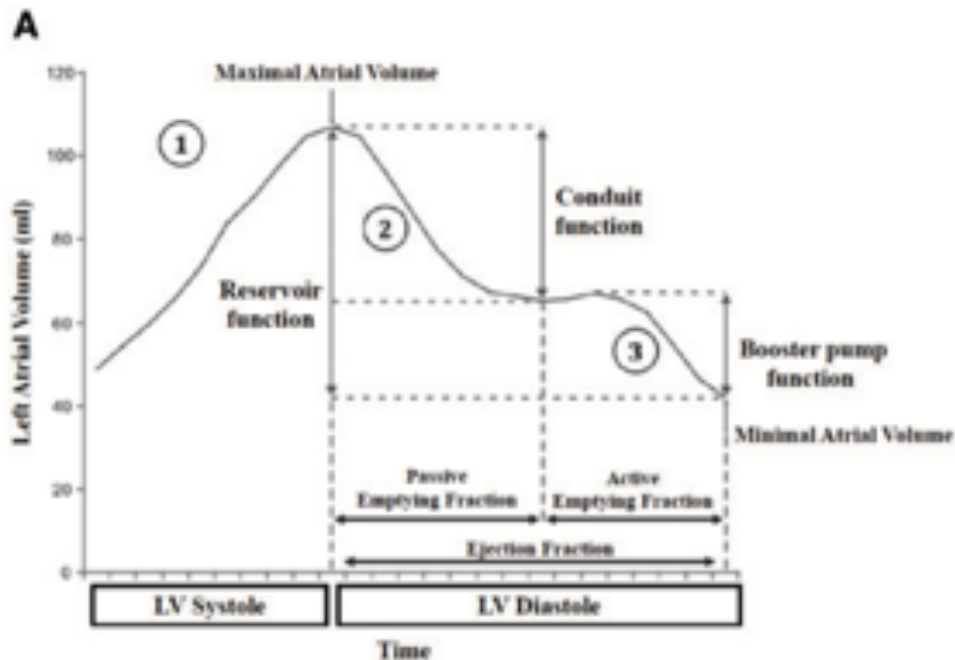 A
120
Maximal Atrial Volume
1
100
Conduit
function
2
80
Left Atrial Volume (ml)
Reservoir
function
60
3
Booster pump
function
40
Minimal Atrial Volume
Passive
Emptying Fraction
Active
Emptying Fraction
20
Ejection Fraction
0
LV Systole
LV Diastole
Time